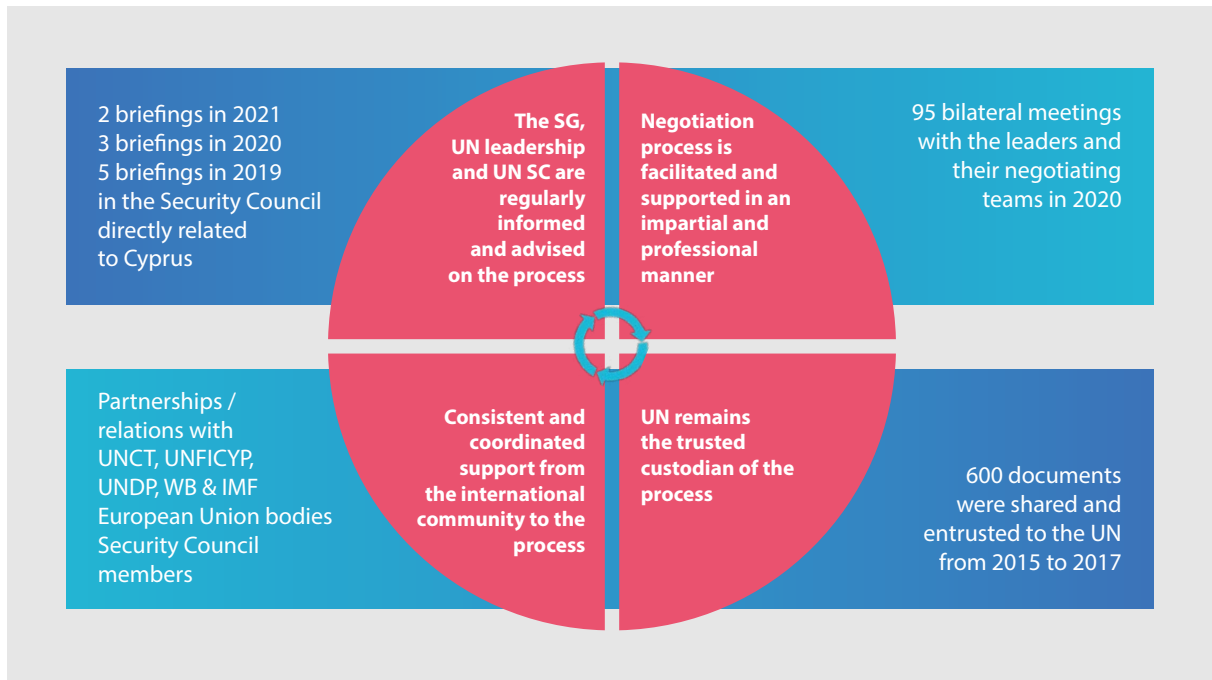 2 briefings in 2021
3 briefings in 2020
5 briefings in 2019
in the Security Council
directly related
to Cyprus
The SG,
UN leadership
and UN SC are
regularly
informed
and advised
on the process
Negotiation
process is
facilitated and
supported in an
impartial and
professional
manner
95 bilateral meetings
with the leaders and
their negotiating
teams in 2020
Partnerships /
relations with
UNCT, UNFICYP,
UNDP, WB & IMF
European Union bodies
Security Council
members
Consistent and
coordinated
support from
the international
community to the
process
UN remains
the trusted
custodian of the
process
600 documents
were shared and
entrusted to the UN
from 2015 to 2017